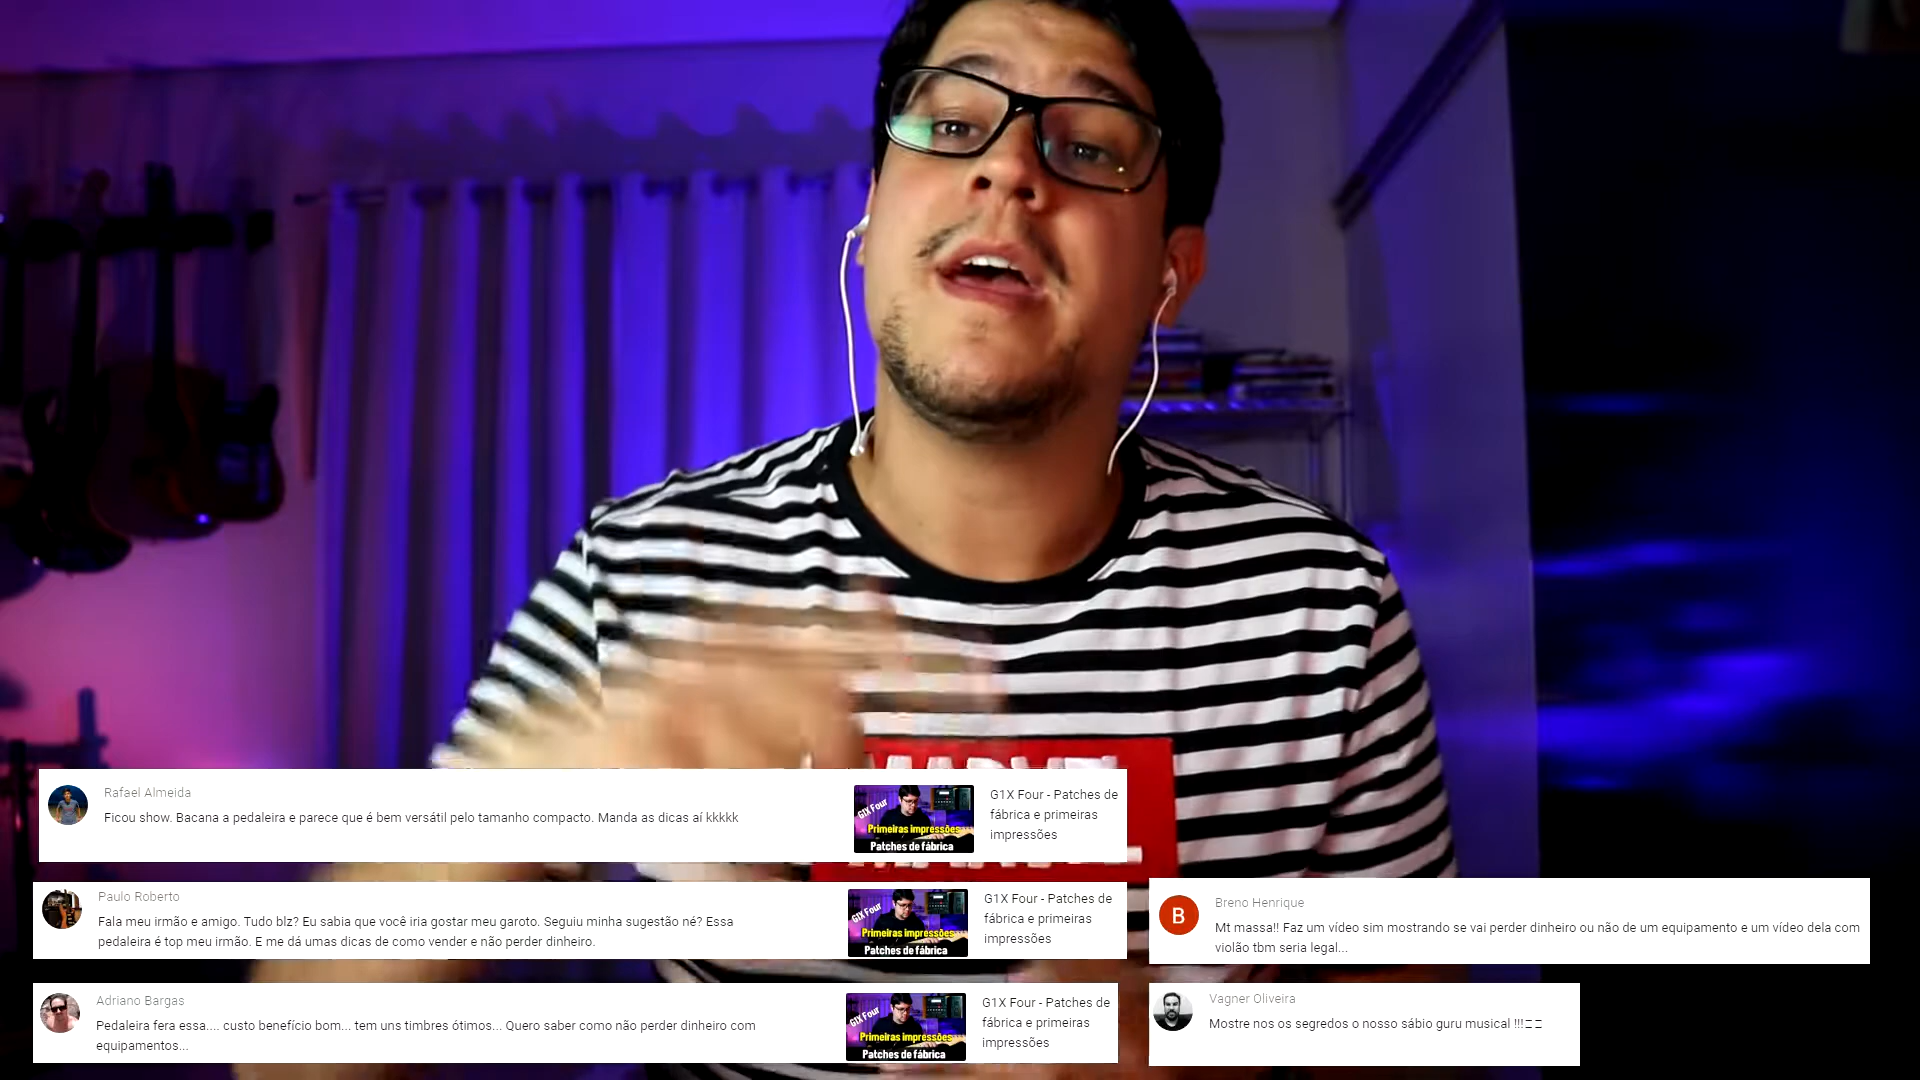 MARVEL
Rafael Almeida
Ficou show. Bacana a pedaleira e parece que é bem versátil pelo tamanho compacto. Manda as dicas aí kkkkk
G1X Four
Primeiras impressões
Patches de fábrica
G1X Four - Patches de
fábrica e primeiras
impressões
Paulo Roberto
Fala meu irmão e amigo. Tudo blz? Eu sabia que você iria gostar meu garoto. Seguiu minha sugestão né? Essa
pedaleira é top meu irmão. E me dá umas dicas de como vender e não perder dinheiro.
G1X Four
Primeiras impressões
Patches de fábrica
G1X Four - Patches de
fábrica e primeiras
impressões
B
Breno Henrique
Mt massa!! Faz um vídeo sim mostrando se vai perder dinheiro ou não de um equipamento e um vídeo dela com
violão tbm seria legal...
Adriano Bargas
Pedaleira fera essa.... custo benefício bom... tem uns timbres ótimos... Quero saber como não perder dinheiro com
equipamentos...
G1X Four
Primeiras impressões
Patches de fábrica
G1X Four - Patches de
fábrica e primeiras
impressões
Vagner Oliveira
Mostre nos os segredos o nosso sábio guru musical !!!